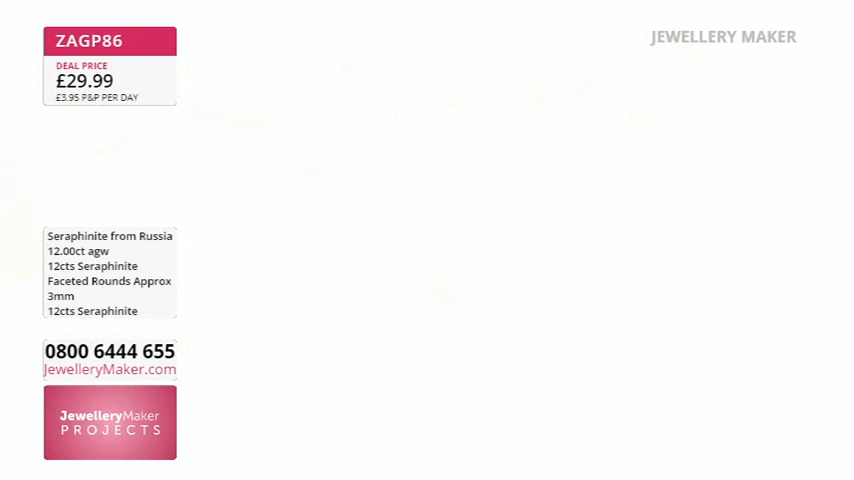 ZAGP86
JEWELLERY MAKER
DEAL PRICE
£29.99
£3.95 P&P PER DAY
Seraphinite from Russia
12.00ct agw
12cts Seraphinite
Faceted Rounds Approx
3mm
12cts Seraphinite
0800 6444 655
JewelleryMaker.com
JewelleryMaker
PROJECTS